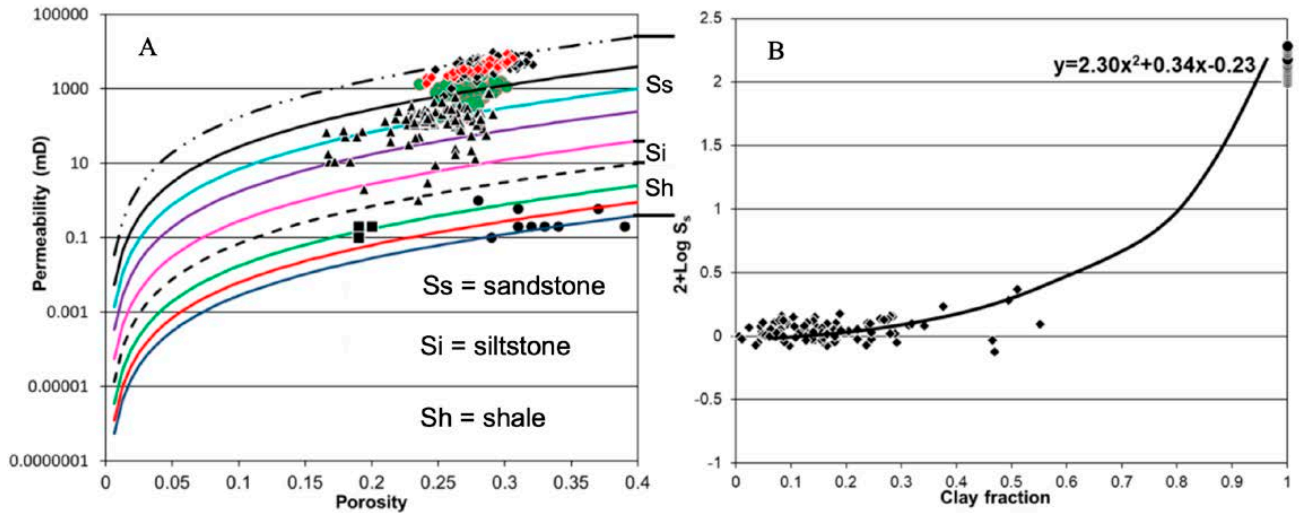 A
100000
1000
10
0.1
0.001
0.00001
0.0000001
Permeability (mD)
0
0.05
0.1
0.15
0.2
0.25
0.3
0.35
0.4
Porosity
Ss
Si
Sh
Ss = sandstone
Si = siltstone
Sh = shale
B
y=2.30x²+0.34x-0.23
2.5
2
1.5
1
0.5
0
-0.5
-1
2+Log Ss
0
0.1
0.2
0.3
0.4
0.5
0.6
0.7
0.8
0.9
1
Clay fraction